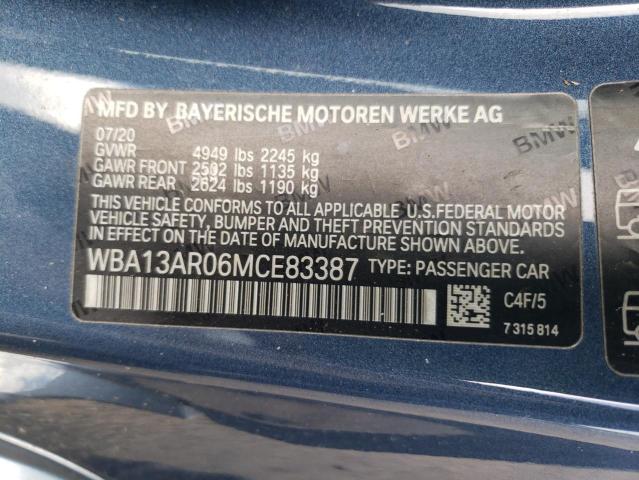 MFD BY BAYERISCHE MOTOREN WERKE AG
07/20
GVWR 4949 lbs 2245 kg
GAWR FRONT 2502 lbs 1135 kg
GAWR REAR 2624 lbs 1190 kg
THIS VEHICLE CONFORMS TO ALL APPLICABLE U.S.FEDERAL MOTOR
VEHICLE SAFETY, BUMPER AND THEFT PREVENTION STANDARDS
IN EFFECT ON THE DATE OF MANUFACTURE SHOWN ABOVE.
WBA13AR06MCE83387 TYPE: PASSENGER CAR
C4F/5
7 315 814